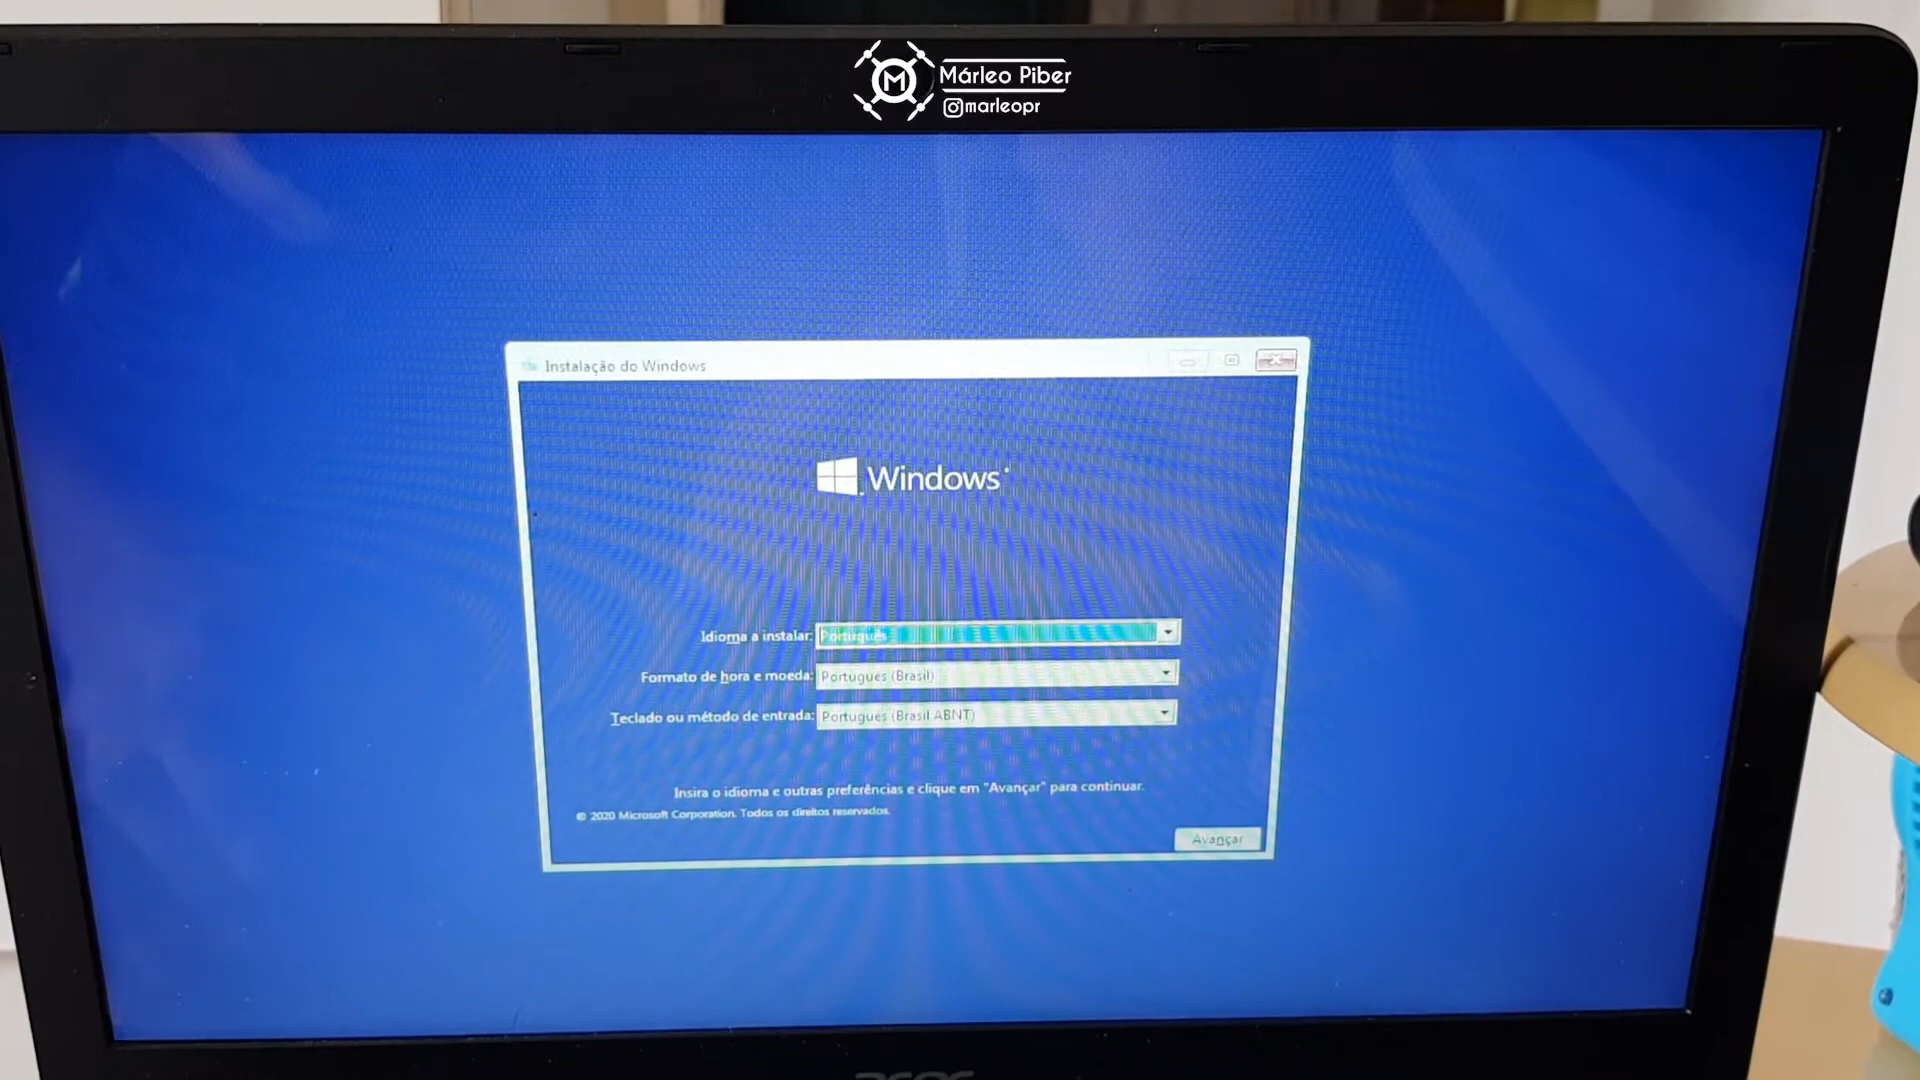 Márleo Piber
marleopr
Instalação do Windows
Windows
Idioma a instalar: Português
Formato de hora e moeda: Português (Brasil)
Teclado ou método de entrada: Português (Brasil ABNT)
Insira o idioma e outras preferências e clique em "Avançar" para continuar.
© 2020 Microsoft Corporation. Todos os direitos reservados.
Avançar
acer